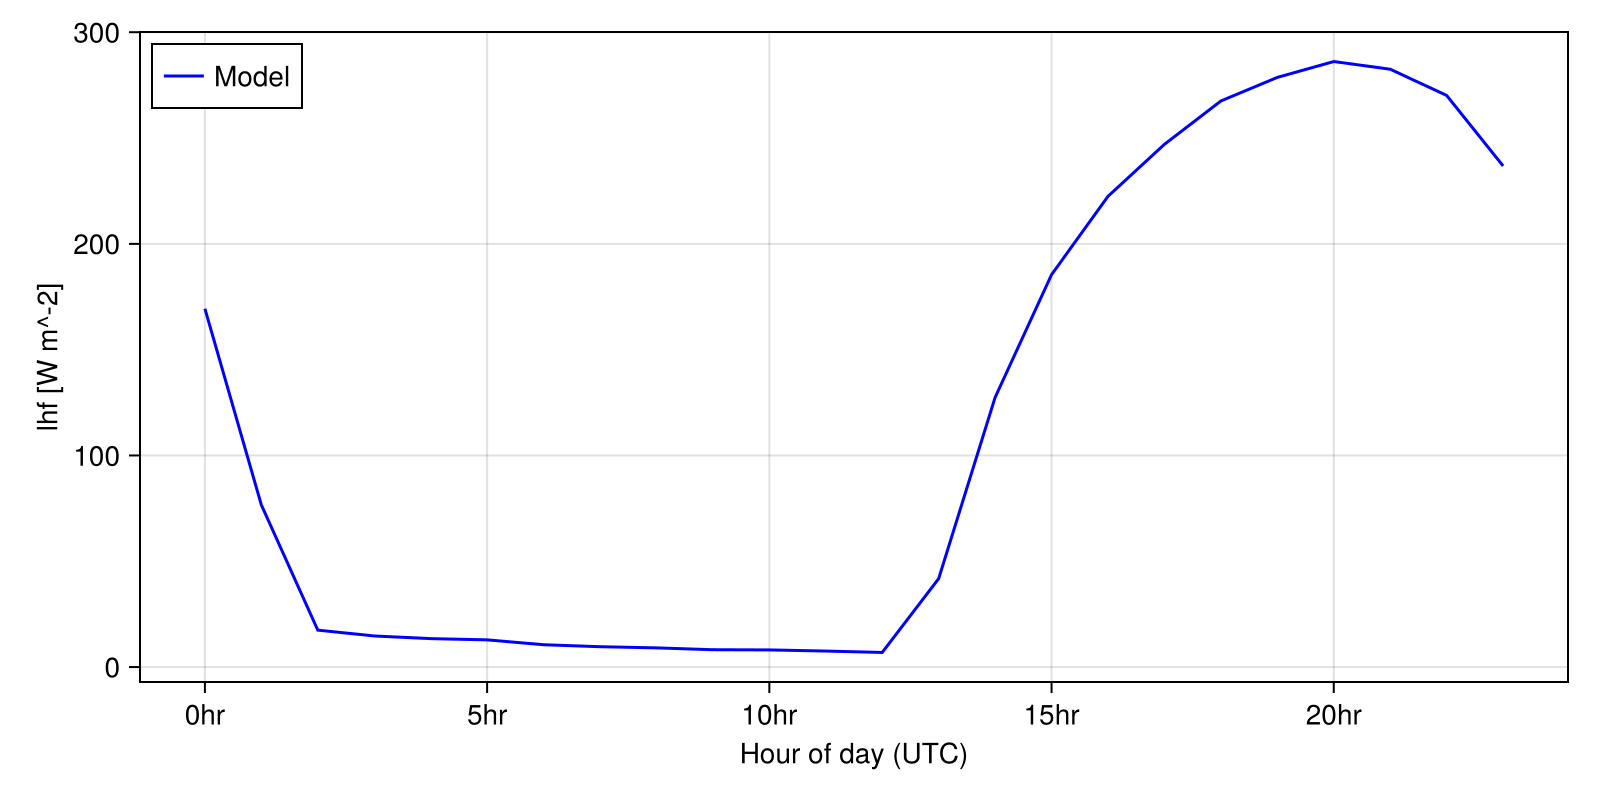 300
Model
200
lhf [W m^-2]
100
0
0hr
5hr
10hr
15hr
20hr
Hour of day (UTC)